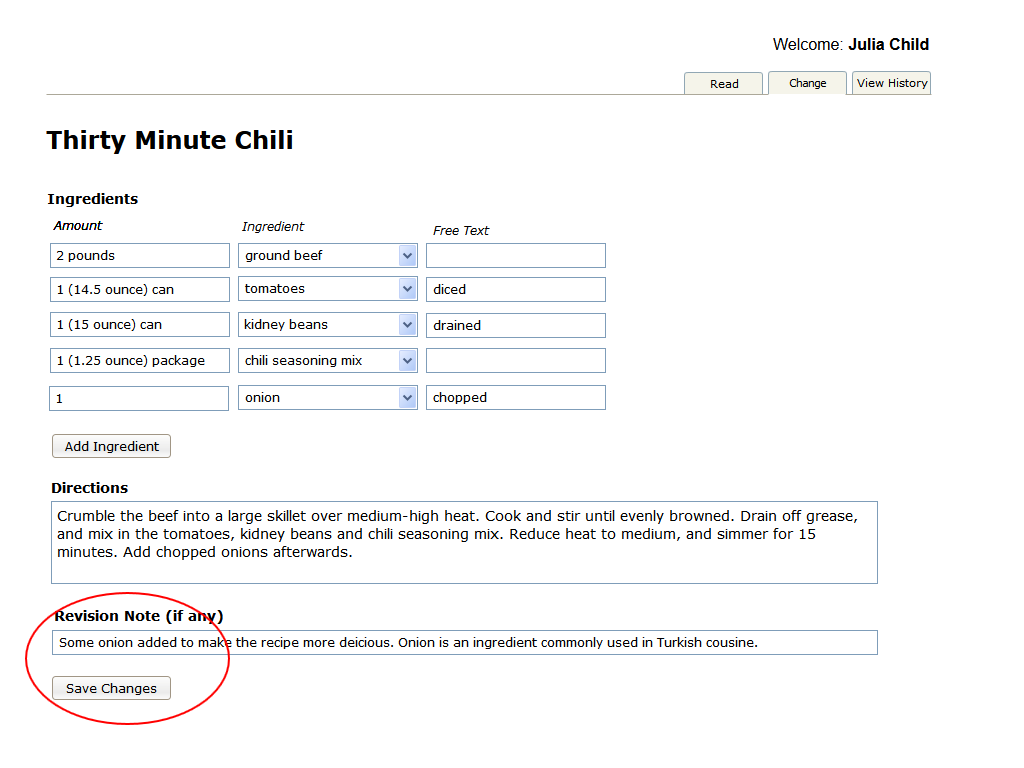 Welcome: Julia Child
Read Change View History
Thirty Minute Chili
Ingredients
Amount Ingredient Free Text
2 pounds ground beef
1 (14.5 ounce) can tomatoes diced
1 (15 ounce) can kidney beans drained
1 (1.25 ounce) package chili seasoning mix
1 onion chopped
Add Ingredient
Directions
Crumble the beef into a large skillet over medium-high heat. Cook and stir until evenly browned. Drain off grease,
and mix in the tomatoes, kidney beans and chili seasoning mix. Reduce heat to medium, and simmer for 15
minutes. Add chopped onions afterwards.
Revision Note (if any)
Some onion added to make the recipe more deicious. Onion is an ingredient commonly used in Turkish cousine.
Save Changes